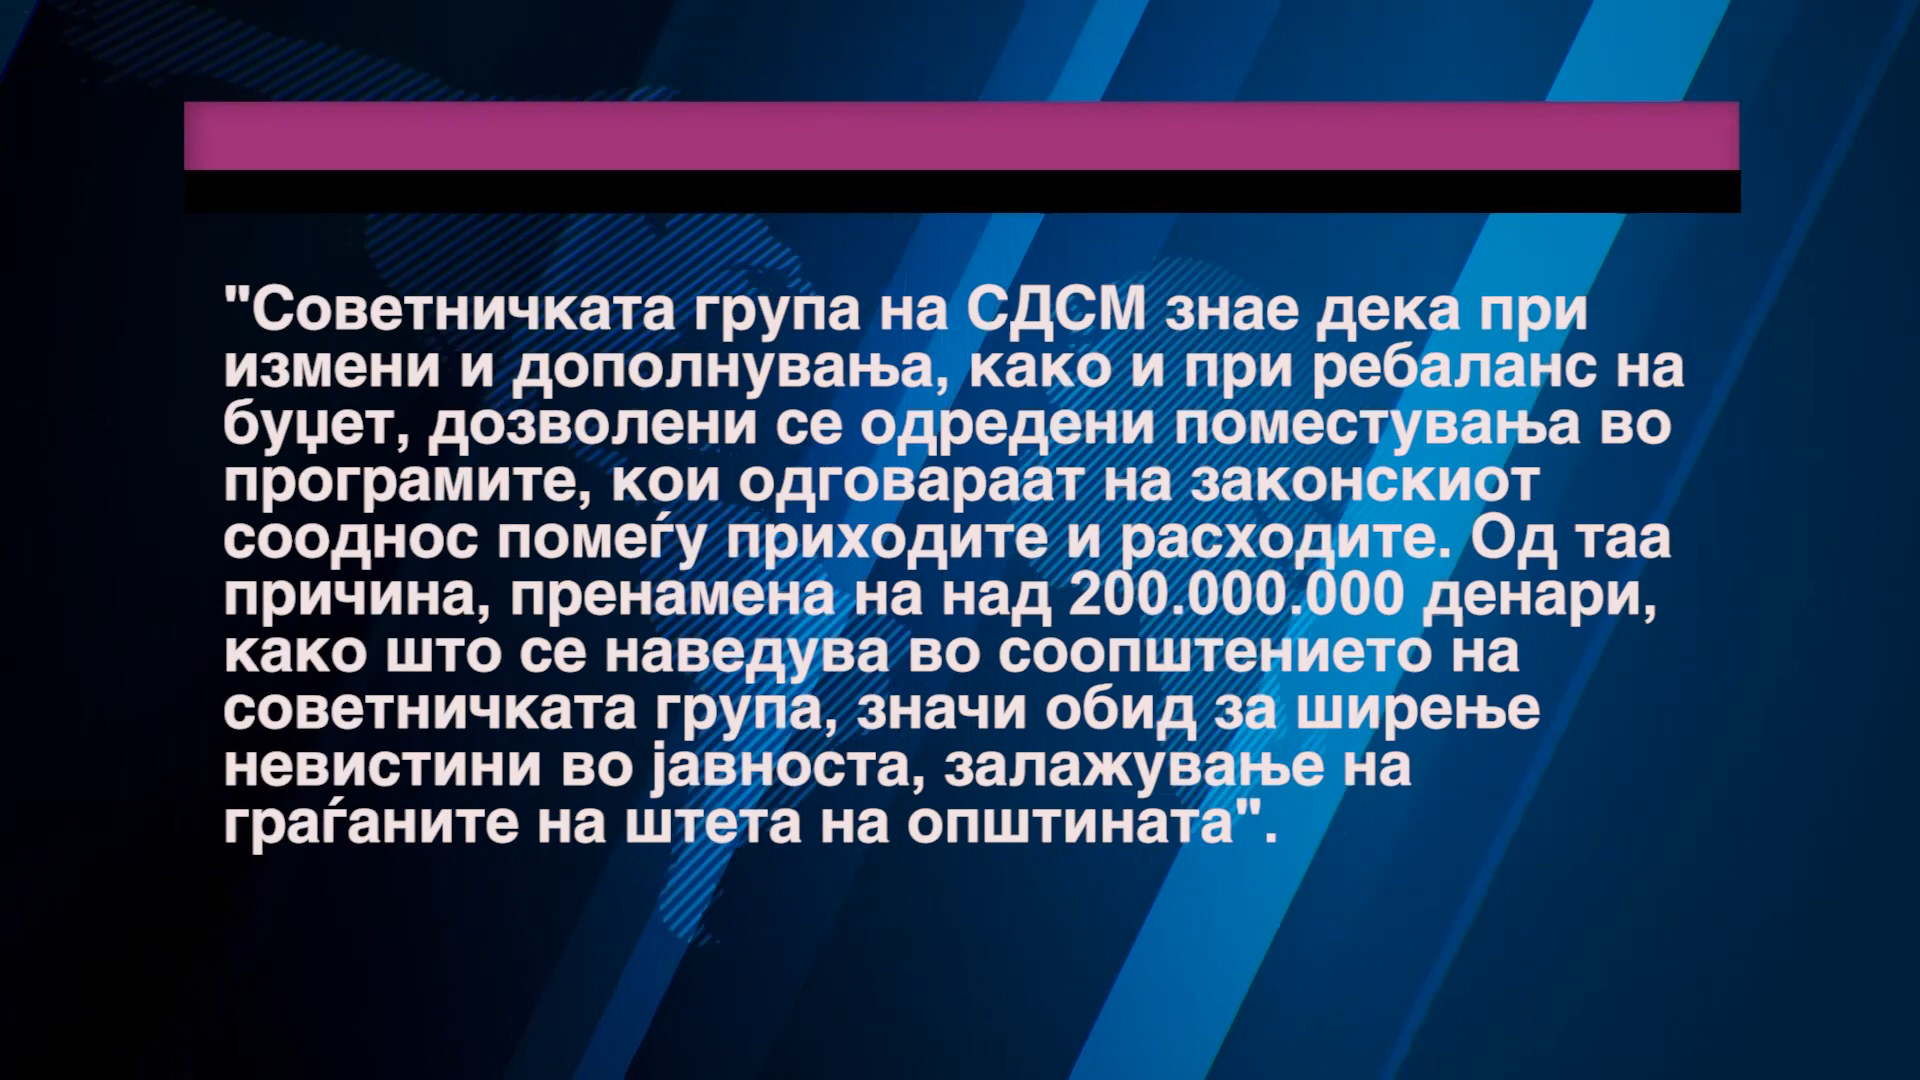 "Советничката група на СДСМ знае дека при
измени и дополнувања, како и при ребаланс на
буџет, дозволени се одредени поместувања во
програмите, кои одговараат на законскиот
сооднос помеѓу приходите и расходите. Од таа
причина, пренамена на над 200.000.000 денари,
како што се наведува во соопштението на
советничката група, значи обид за ширење
невистини во јавноста, залажување на
граѓаните на штета на општината".